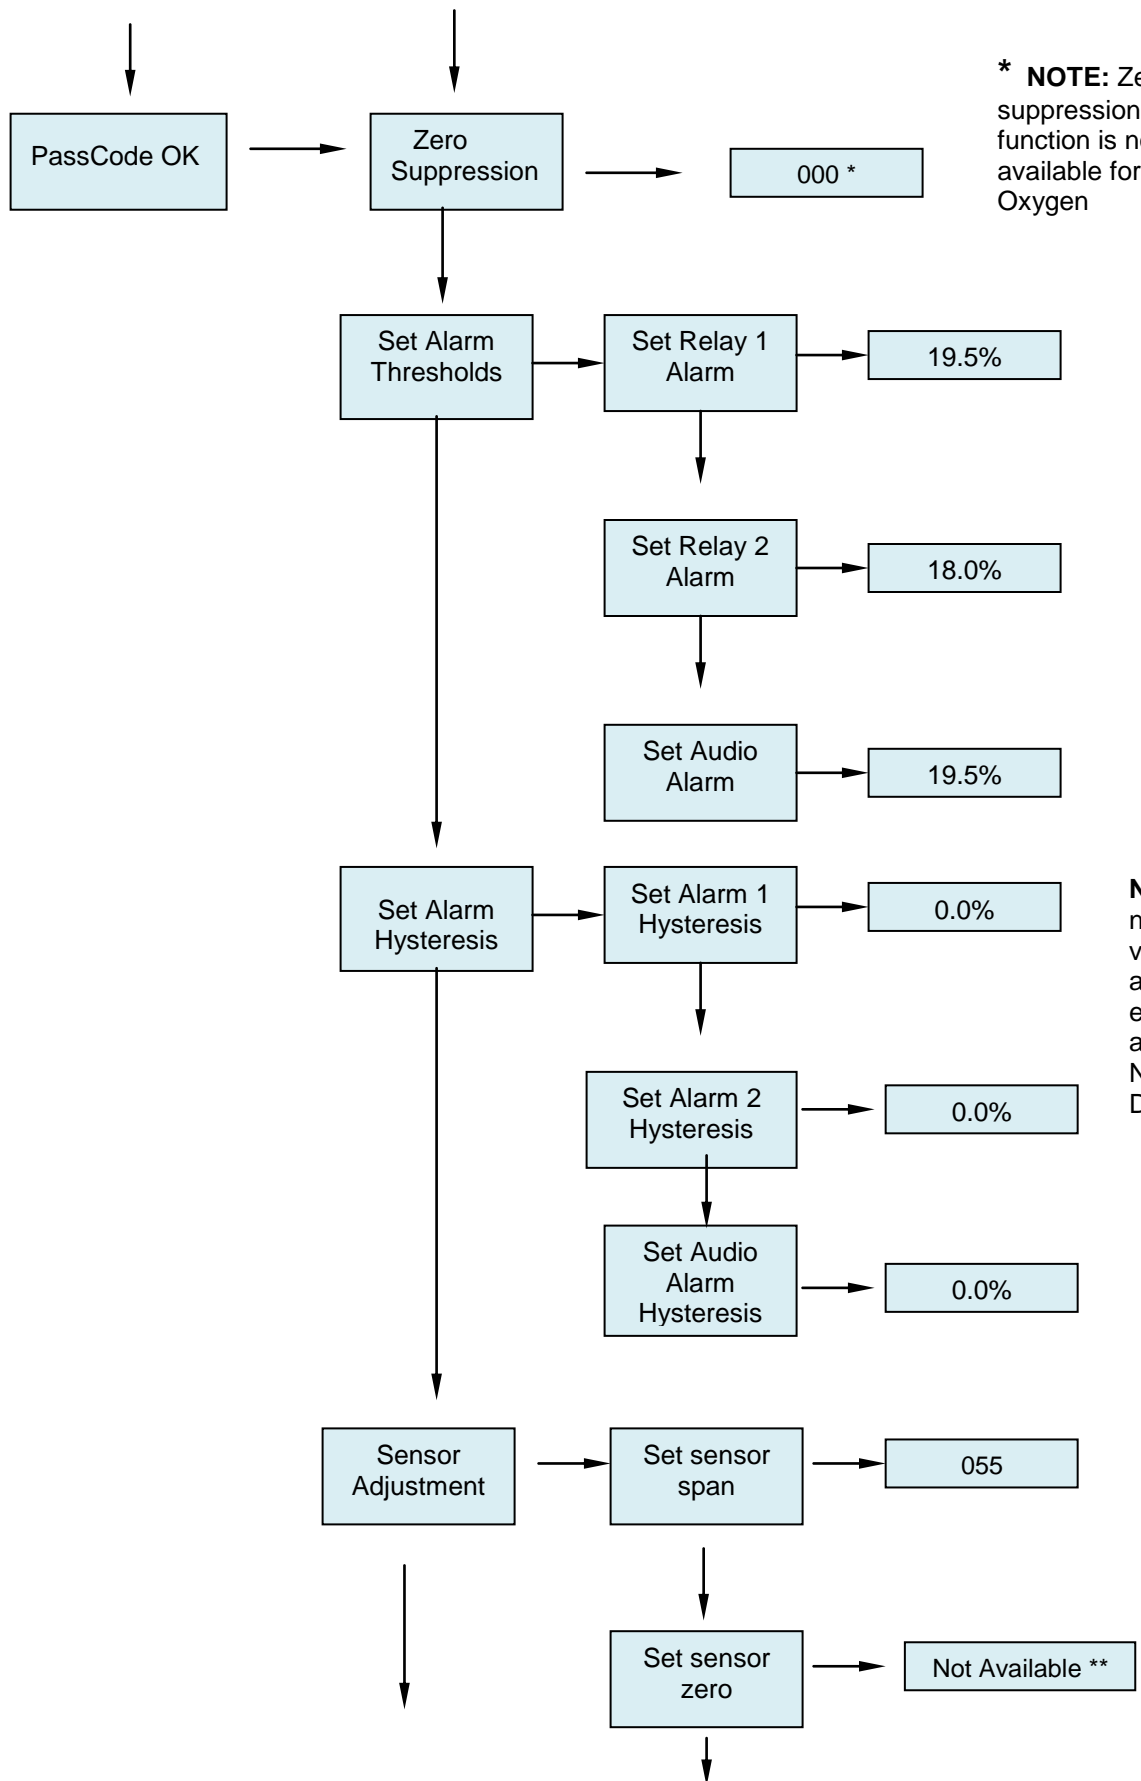 * NOTE:
suppression
function is
available for
Oxygen
PassCode OK
Zero
Suppression
000 *
Set Alarm
Thresholds
Set Relay 1
Alarm
19.5%
Set Relay 2
Alarm
18.0%
Set Audio
Alarm
19.5%
Set Alarm
Hysteresis
Set Alarm 1
Hysteresis
0.0%
Set Alarm 2
Hysteresis
0.0%
Set Audio
Alarm
Hysteresis
0.0%
Sensor
Adjustment
Set sensor
span
055
Set sensor
zero
Not Available **